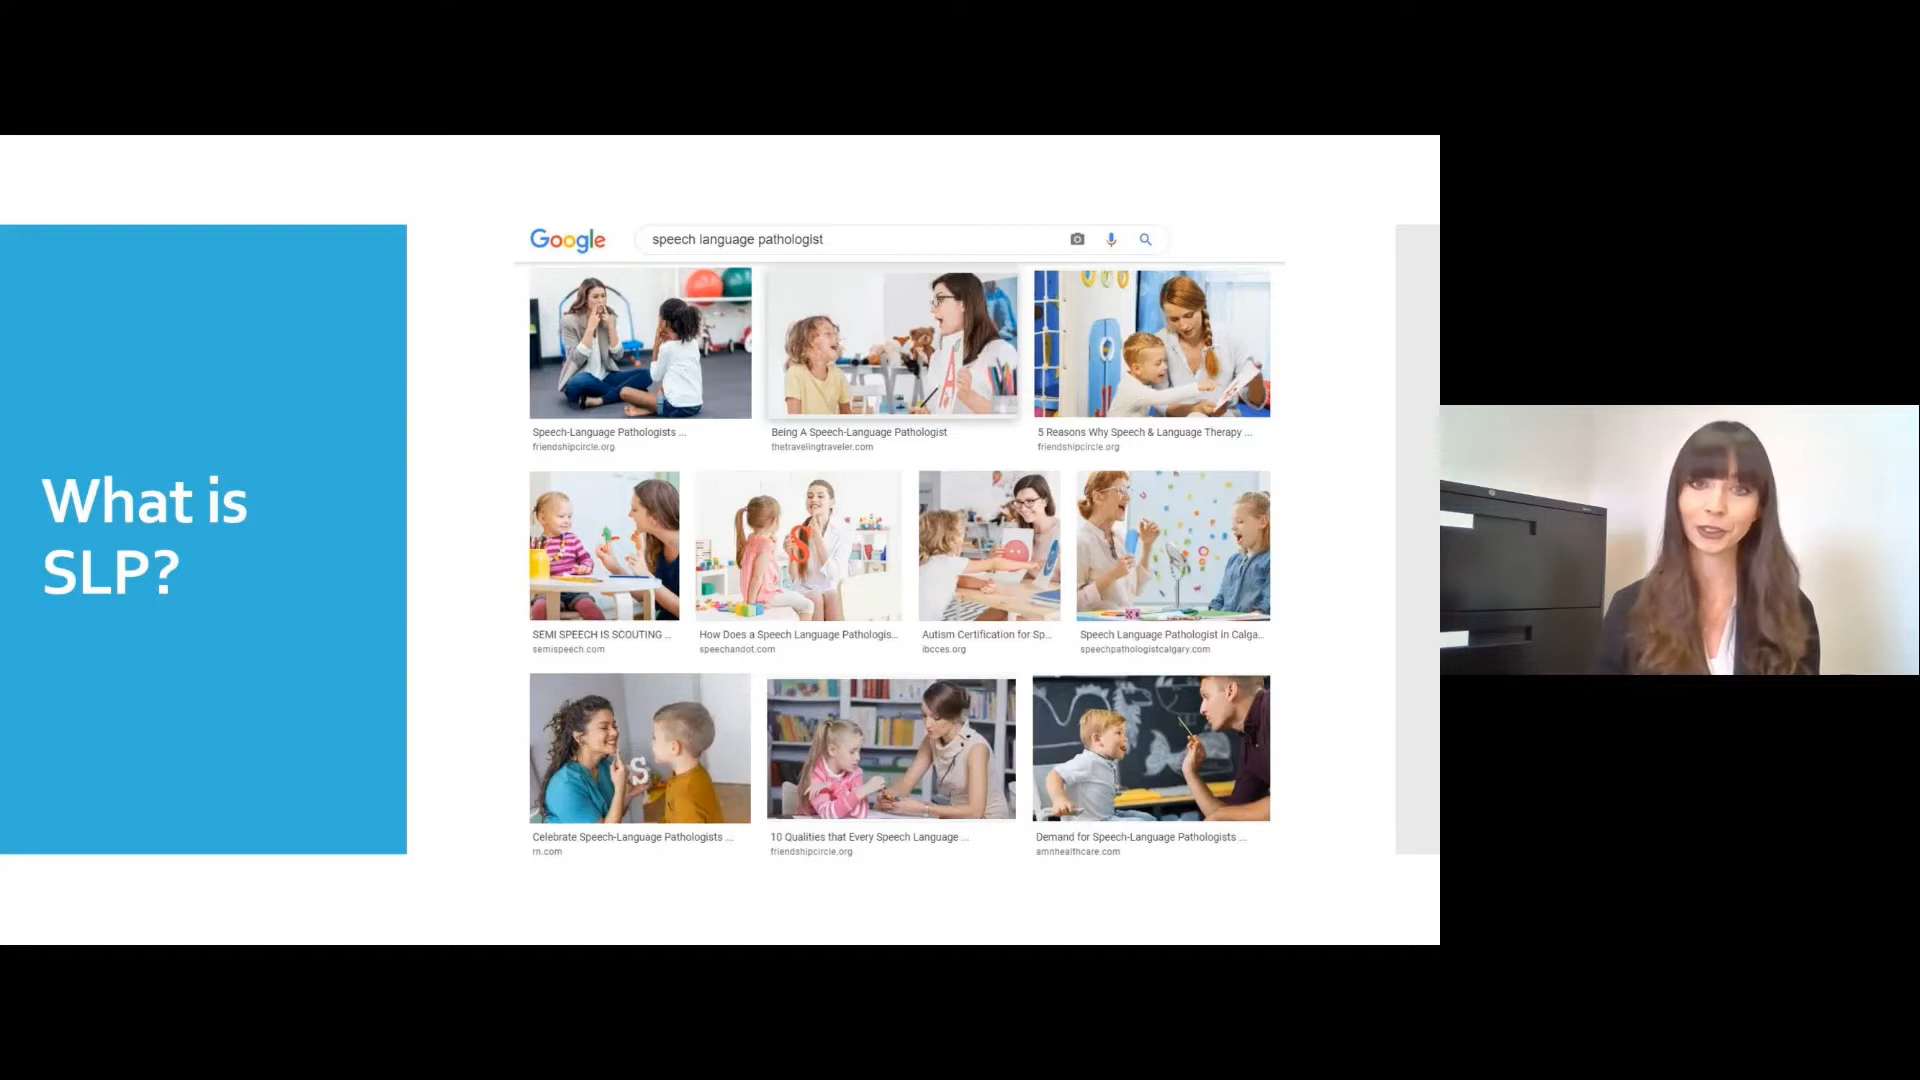 What is
SLP?
Google
speech language pathologist
Speech-Language Pathologists ...
friendshipcircle.org
Being A Speech-Language Pathologist
thetravelingtraveler.com
5 Reasons Why Speech & Language Therapy ...
friendshipcircle.org
A
SEMI SPEECH IS SCOUTING ...
semispeech.com
How Does a Speech Language Pathologis...
speechandot.com
Autism Certification for Sp...
ibcces.org
Speech Language Pathologist in Calga...
speechpathologistcalgary.com
S
Celebrate Speech-Language Pathologists ...
rn.com
10 Qualities that Every Speech Language ...
friendshipcircle.org
Demand for Speech-Language Pathologists ...
amnhealthcare.com
S